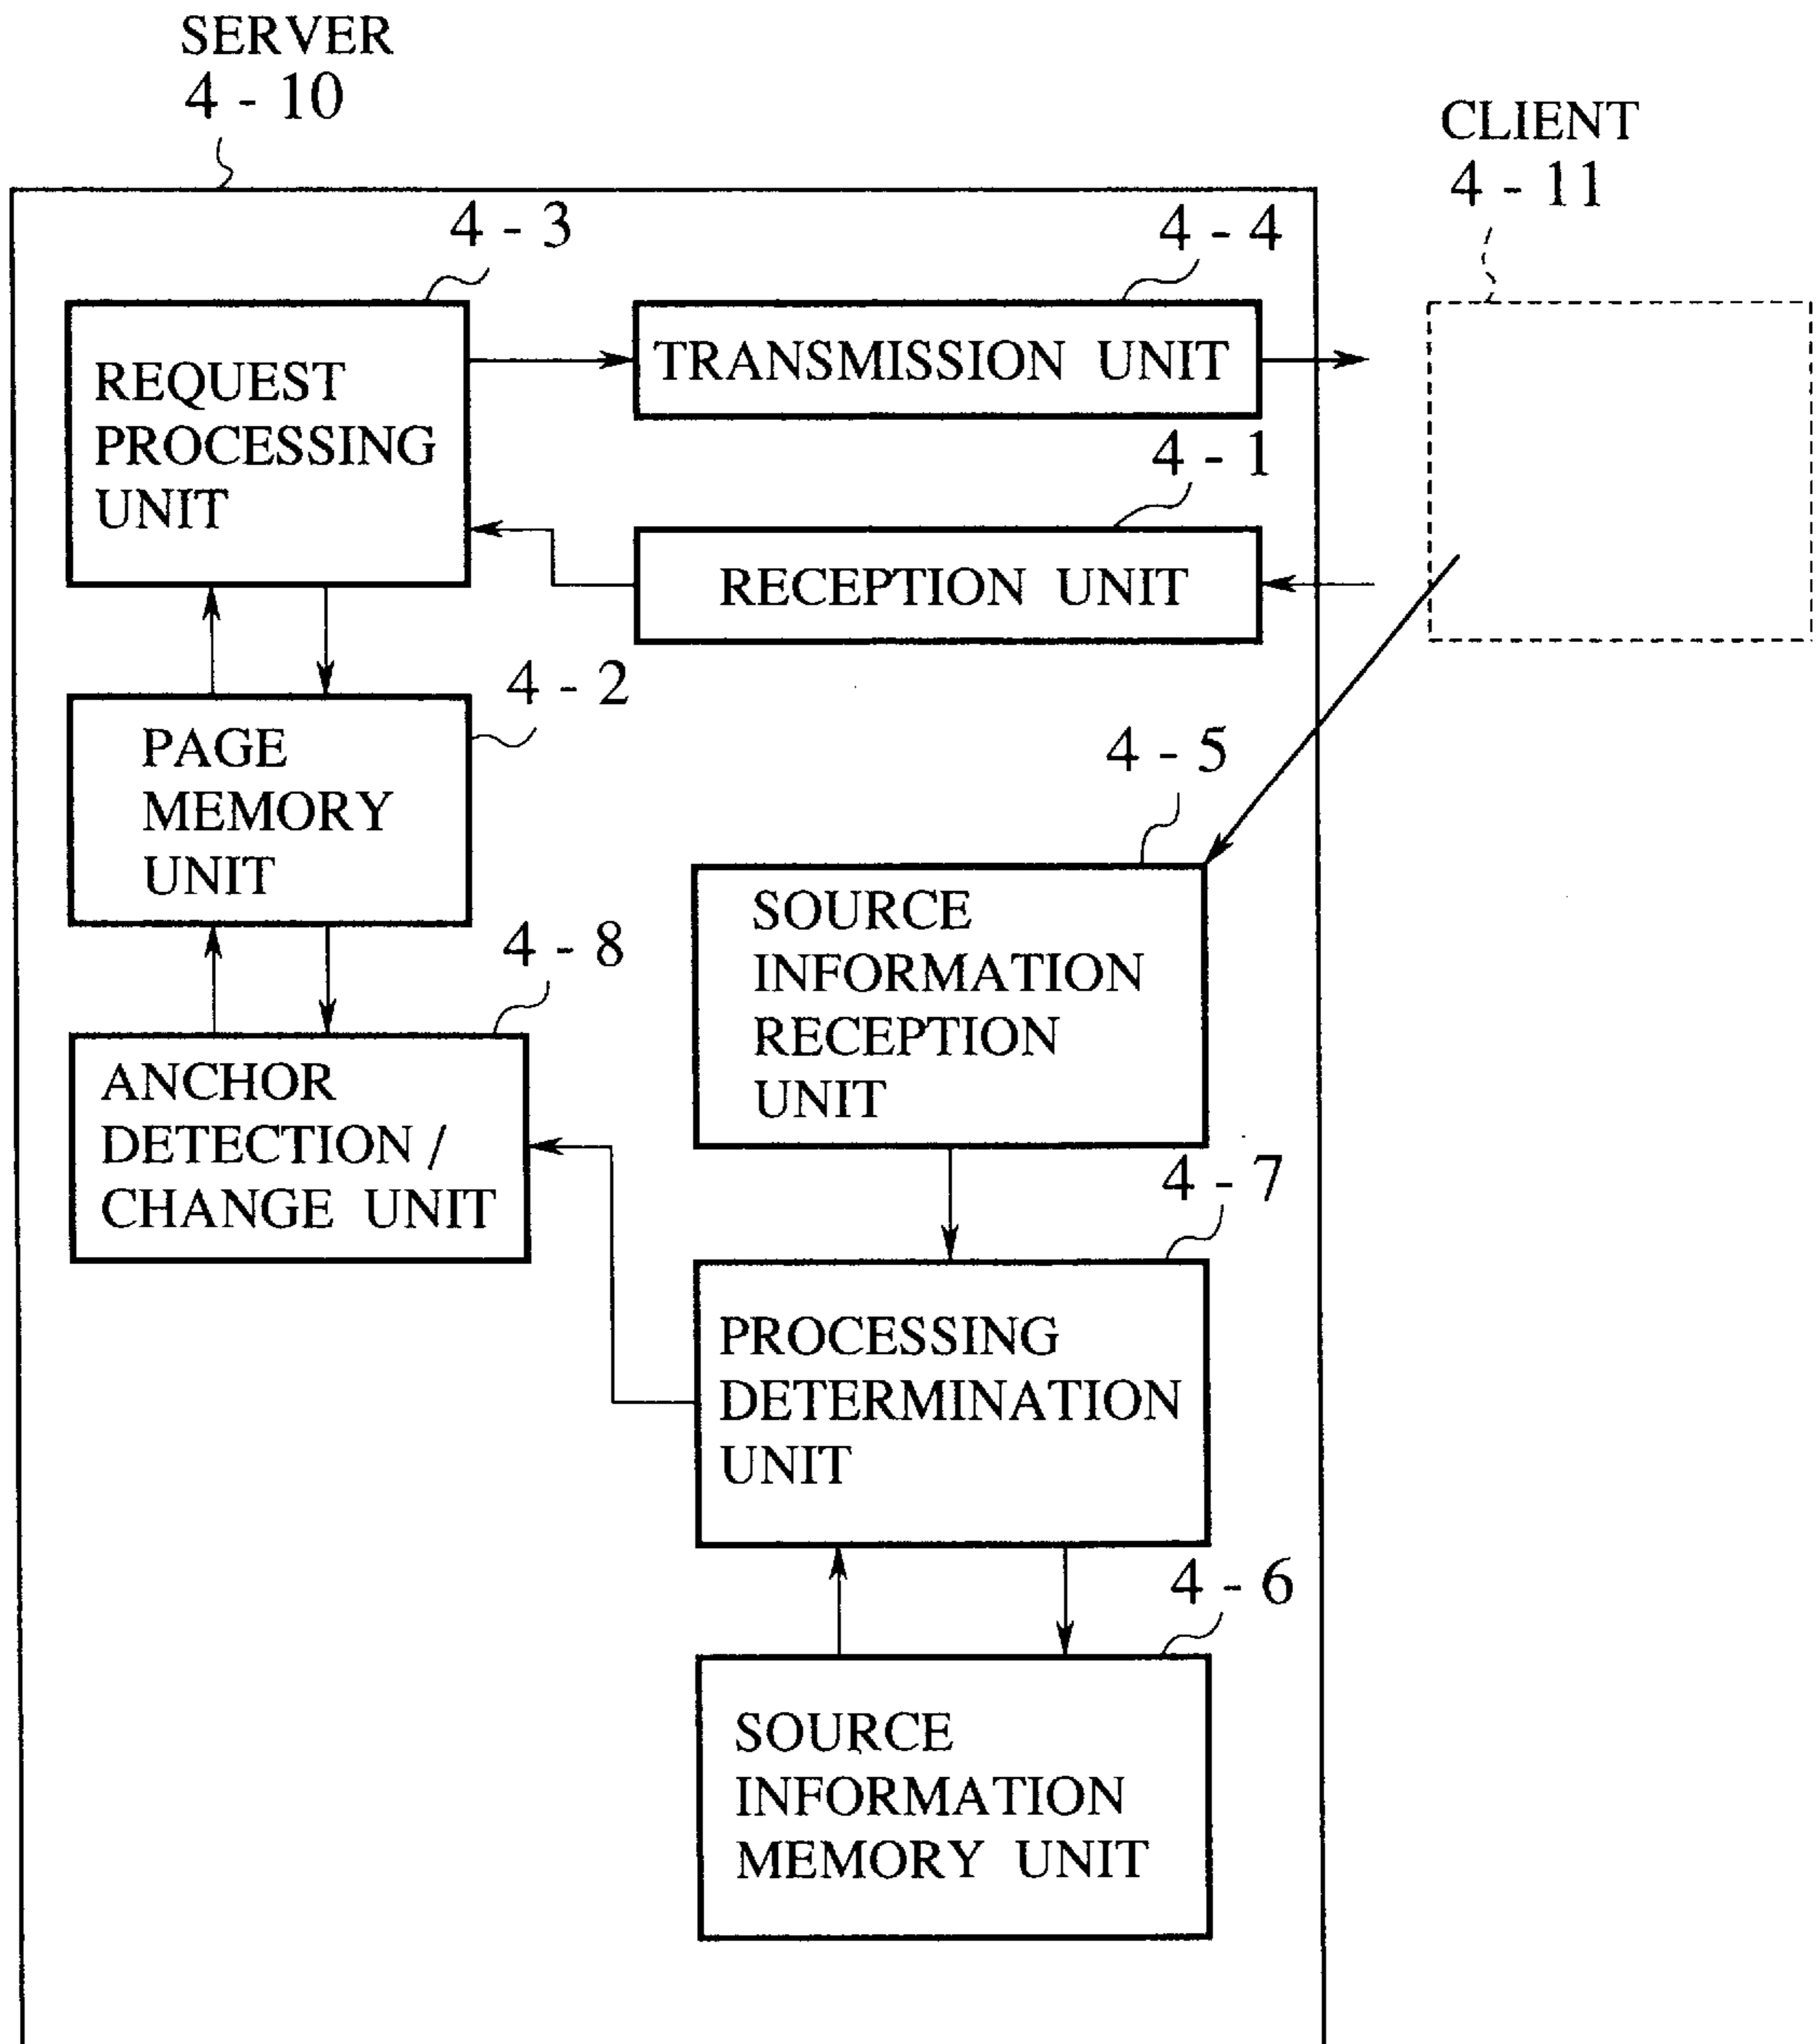 SERVER
4 - 10
CLIENT
4 - 11
4 - 3
4 - 4
REQUEST
PROCESSING
UNIT
TRANSMISSION UNIT
4 - 1
RECEPTION UNIT
4 - 2
PAGE
MEMORY
UNIT
4 - 5
SOURCE
INFORMATION
RECEPTION
UNIT
4 - 8
ANCHOR
DETECTION /
CHANGE UNIT
4 - 7
PROCESSING
DETERMINATION
UNIT
4 - 6
SOURCE
INFORMATION
MEMORY UNIT